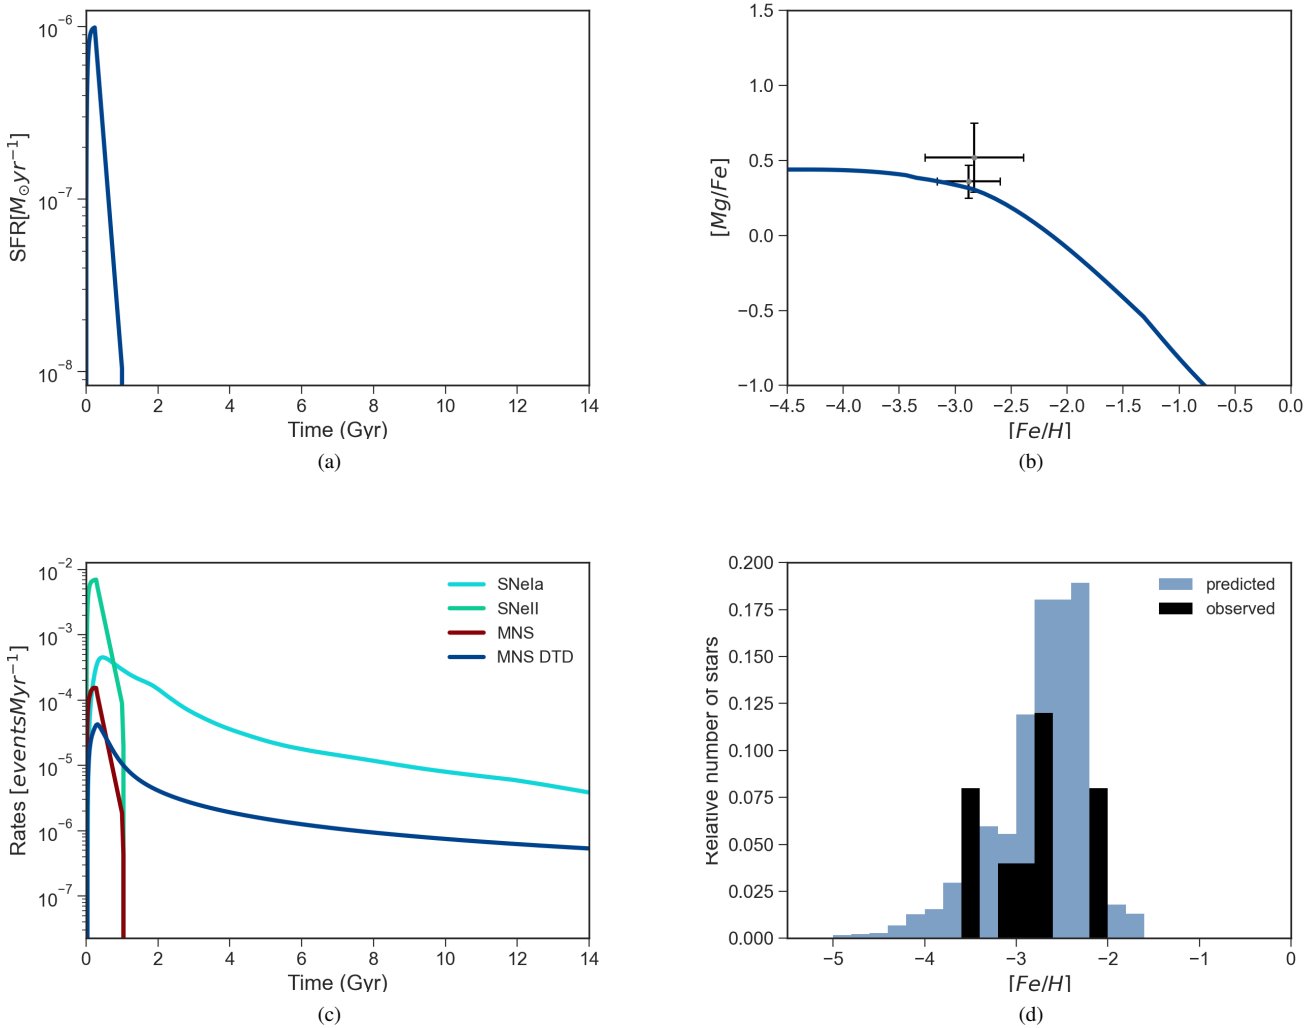 10⁻⁶
10⁻⁷
10⁻⁸
SFR[M⊙yr⁻¹]
0 2 4 6 8 10 12 14
Time (Gyr)
(a)
1.5
1.0
0.5
0.0
−0.5
−1.0
[Mg/Fe]
−4.5 −4.0 −3.5 −3.0 −2.5 −2.0 −1.5 −1.0 −0.5 0.0
[Fe/H]
(b)
10⁻²
10⁻³
10⁻⁴
10⁻⁵
10⁻⁶
10⁻⁷
Rates [eventsMyr⁻¹]
SNeIa
SNeII
MNS
MNS DTD
0 2 4 6 8 10 12 14
Time (Gyr)
(c)
0.200
0.175
0.150
0.125
0.100
0.075
0.050
0.025
0.000
Relative number of stars
predicted
observed
−5 −4 −3 −2 −1 0
[Fe/H]
(d)